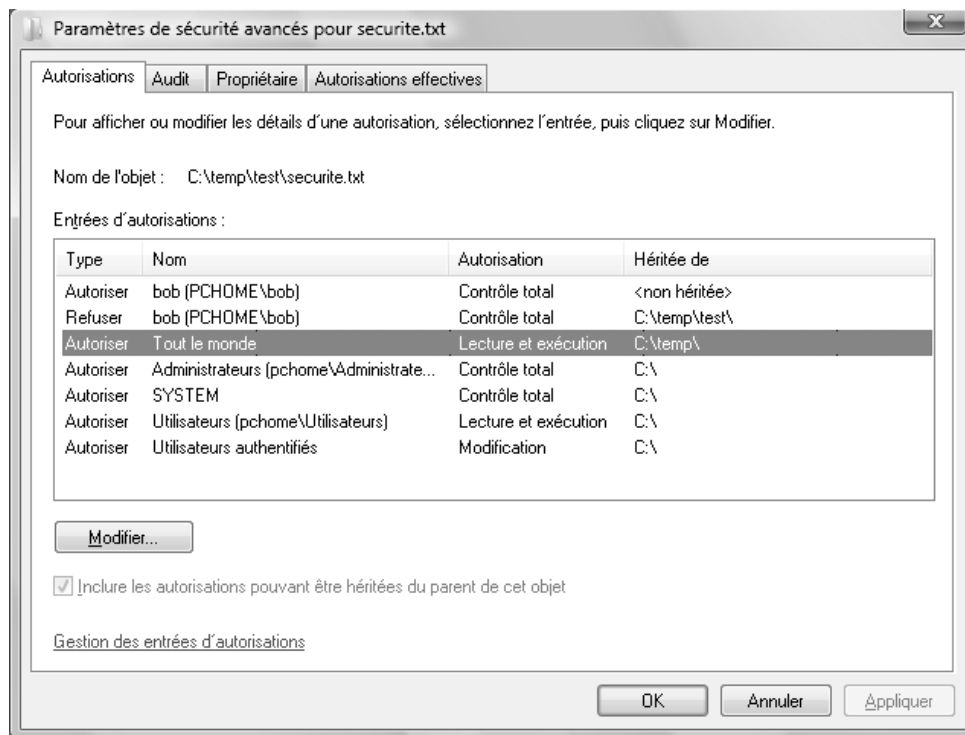 Paramètres de sécurité avancés pour securite.txt
Autorisations Audit Propriétaire Autorisations effectives
Pour afficher ou modifier les détails d'une autorisation, sélectionnez l'entrée, puis cliquez sur Modifier.
Nom de l'objet : C:\temp\test\securite.txt
Entrées d'autorisations :
Type Nom Autorisation Héritée de
Autoriser bob (PCHOME\bob) Contrôle total <non héritée>
Refuser bob (PCHOME\bob) Contrôle total C:\temp\test\
Autoriser Tout le monde Lecture et exécution C:\temp\
Autoriser Administrateurs (pchome\Administrate... Contrôle total C:\
Autoriser SYSTEM Contrôle total C:\
Autoriser Utilisateurs (pchome\Utilisateurs) Lecture et exécution C:\
Autoriser Utilisateurs authentifiés Modification C:\
Modifier...
Inclure les autorisations pouvant être héritées du parent de cet objet
Gestion des entrées d'autorisations
OK Annuler Appliquer